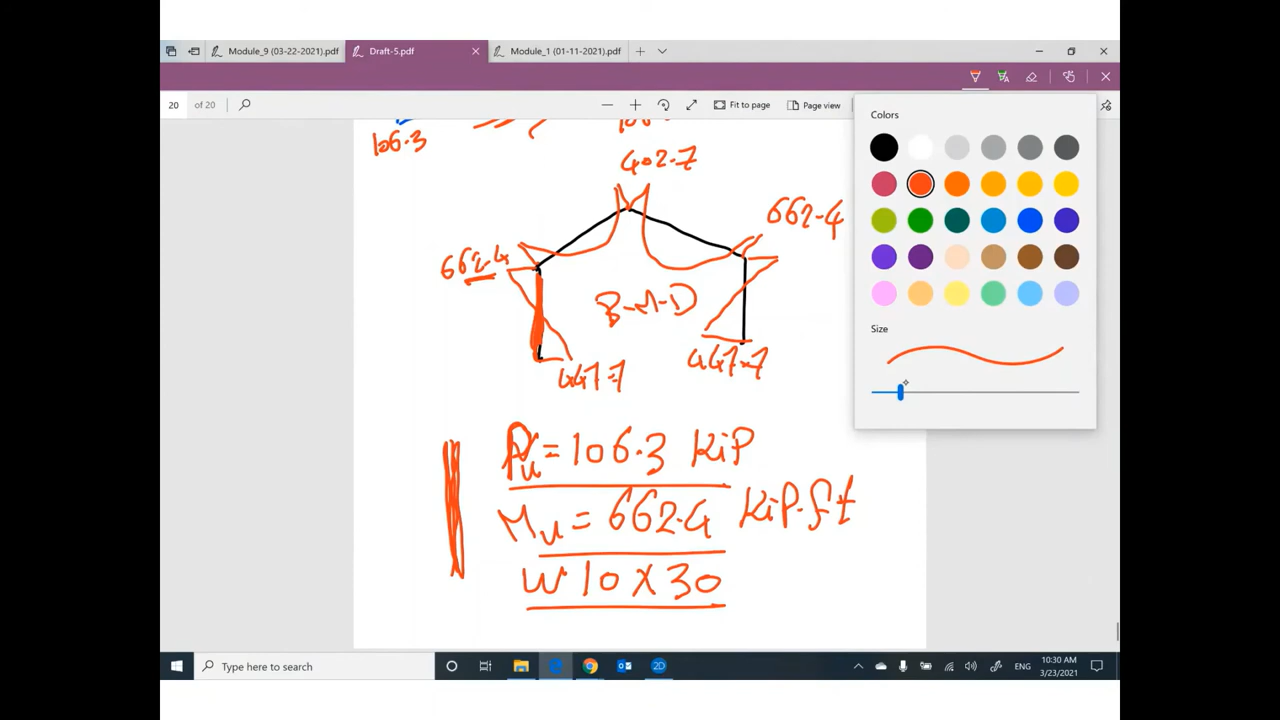 Module_9 (03-22-2021).pdf
Draft-5.pdf
Module_1 (01-11-2021).pdf
20 of 20
Fit to page
Page view
Colors
Size
106.3
402.7
662.4
662.4
B-M-D
447.7
447.7
Pu = 106.3 KiP
Mu = 662.4 KiP.ft
W 10 X 30
Type here to search
ENG
10:30 AM
3/23/2021